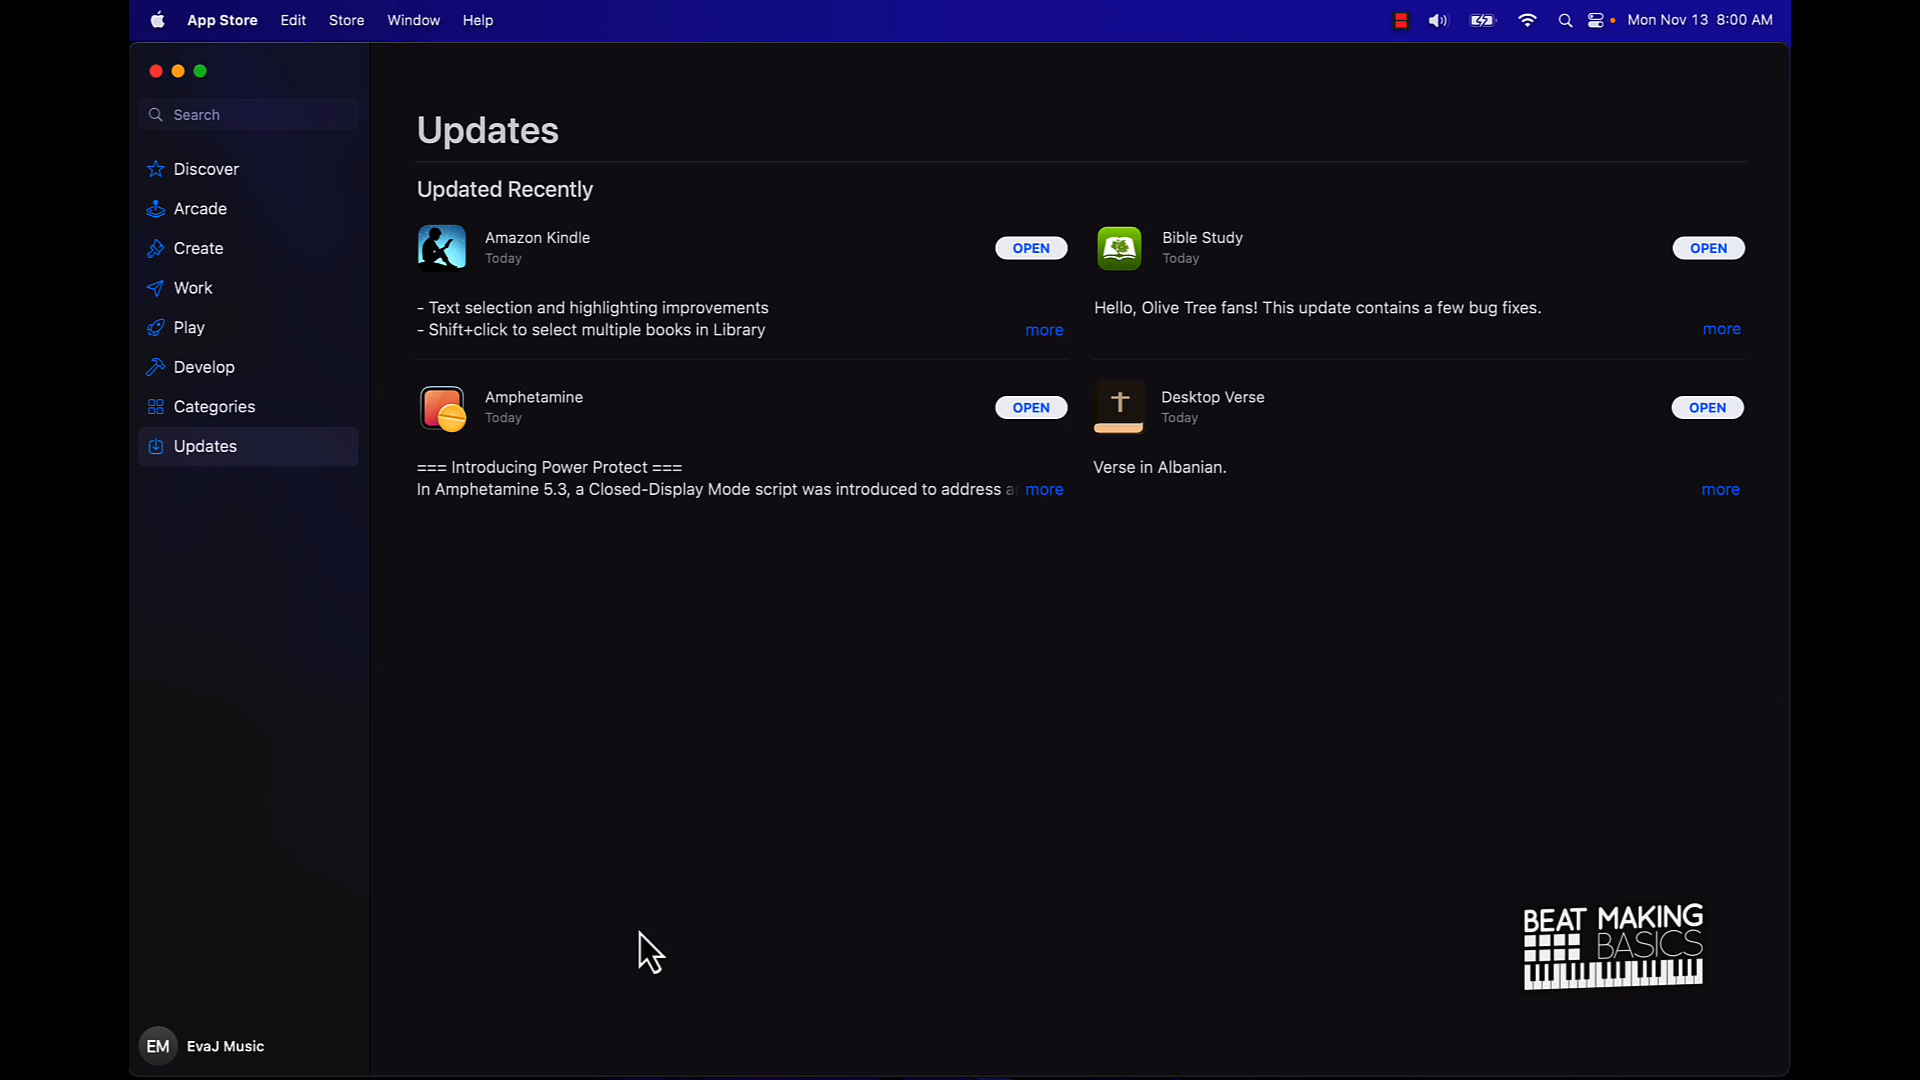 App Store Edit Store Window Help
Mon Nov 13 8:00 AM
Search
Discover
Arcade
Create
Work
Play
Develop
Categories
Updates
EM EvaJ Music
Updates
Updated Recently
Amazon Kindle
Today
OPEN
- Text selection and highlighting improvements
- Shift+click to select multiple books in Library
more
Bible Study
Today
OPEN
Hello, Olive Tree fans! This update contains a few bug fixes.
more
Amphetamine
Today
OPEN
=== Introducing Power Protect ===
In Amphetamine 5.3, a Closed-Display Mode script was introduced to address
more
Desktop Verse
Today
OPEN
Verse in Albanian.
more
BEAT MAKING
BASICS